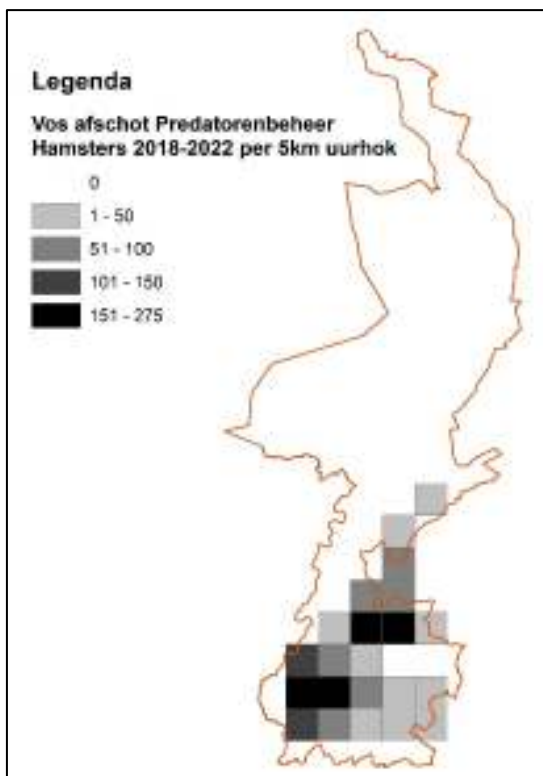 Legenda
Vos afschot Predatorenbeheer
Hamsters 2018-2022 per 5km uurhok
0
1 - 50
51 - 100
101 - 150
151 - 275